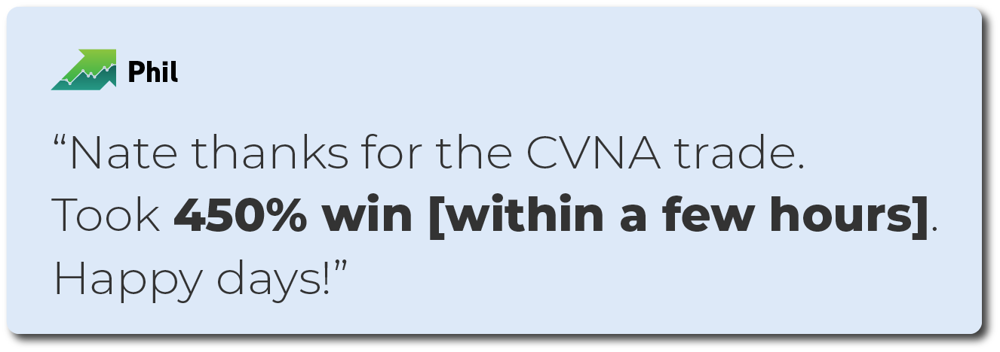 Phil
“Nate thanks for the CVNA trade.
Took 450% win [within a few hours].
Happy days!”